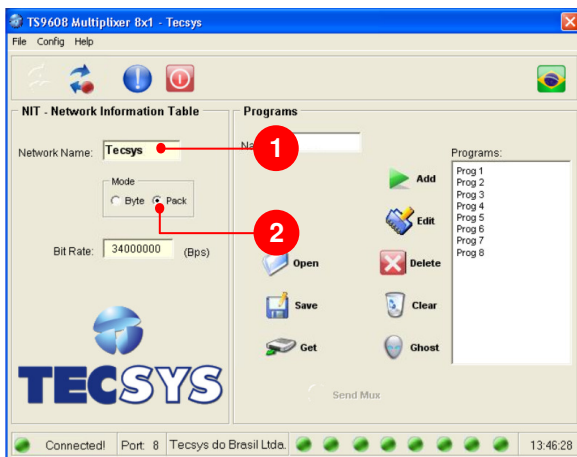 TS9608 Multiplixer 8x1 - Tecsys
File Config Help
NIT - Network Information Table
Programs
Network Name: Tecsys
1
Na
Programs:
Mode
Byte Pack
2
Bit Rate: 34000000 (Bps)
Add
Edit
Open
Delete
Save
Clear
Get
Ghost
Prog 1
Prog 2
Prog 3
Prog 4
Prog 5
Prog 6
Prog 7
Prog 8
TECSYS
Send Mux
Connected! Port: 8 Tecsys do Brasil Ltda. 13:46:28